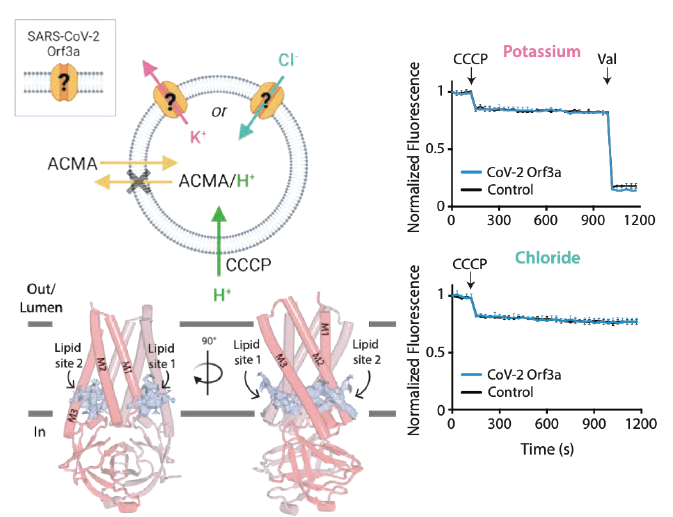 SARS-CoV-2
Orf3a
?
?
?
or
K⁺
Cl⁻
ACMA
ACMA/H⁺
CCCP
H⁺
Out/
Lumen
In
Lipid
site 2
Lipid
site 1
M3
M2
M1
90°
Lipid
site 1
Lipid
site 2
M3
M2
M1
Potassium
CCCP
Val
Normalized Fluorescence
1
0.5
0
CoV-2 Orf3a
Control
0 300 600 900 1200
Chloride
CCCP
Normalized Fluorescence
1
0.5
0
CoV-2 Orf3a
Control
0 300 600 900 1200
Time (s)